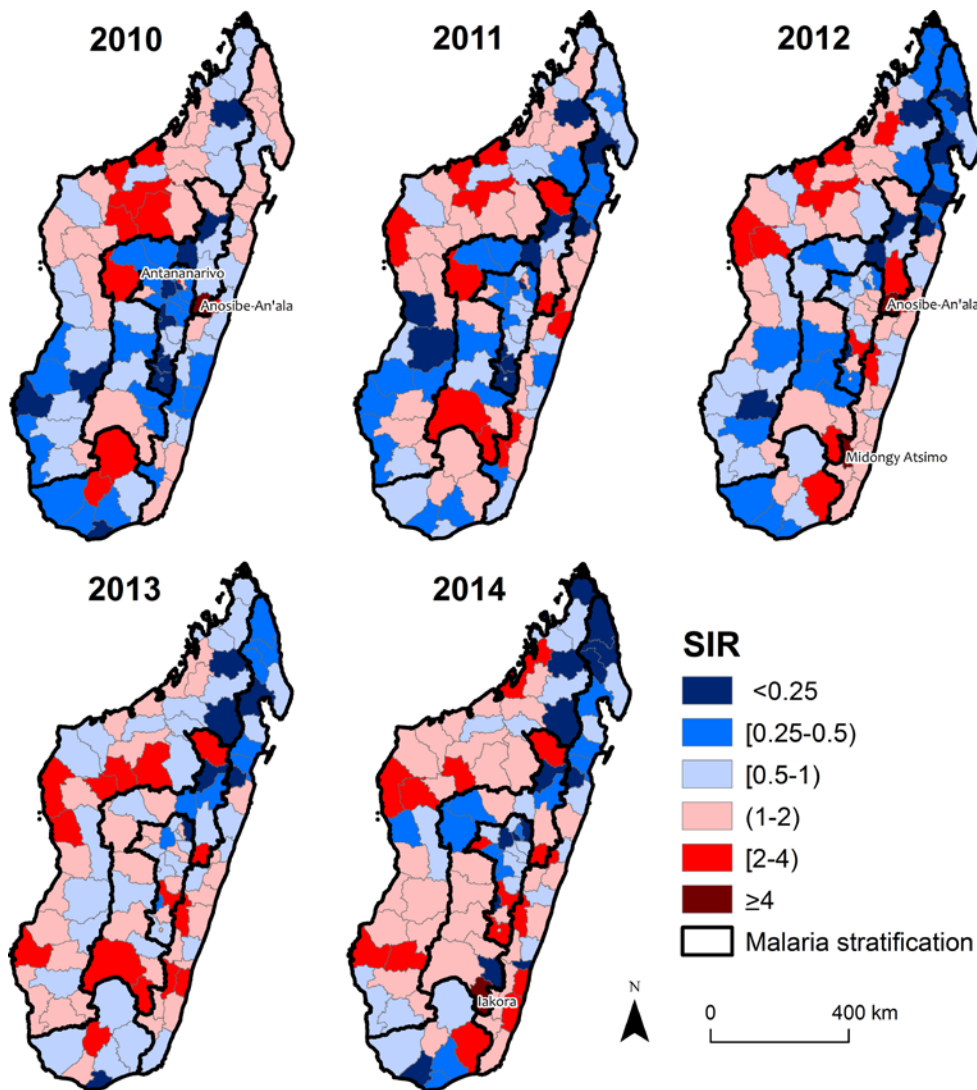 2010
2011
2012
Antananarivo
Anosibe-An'ala
Anosibe-An'ala
Midongy Atsimo
2013
2014
SIR
<0.25
[0.25-0.5)
[0.5-1)
(1-2)
[2-4)
≥4
Malaria stratification
Iakora
N
0 400 km